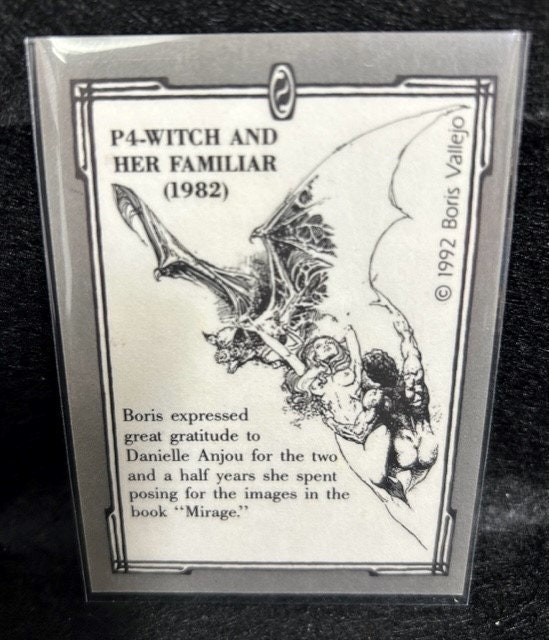 P4-WITCH AND
HER FAMILIAR
(1982)
© 1992 Boris Vallejo
Boris expressed
great gratitude to
Danielle Anjou for the two
and a half years she spent
posing for the images in the
book “Mirage.”